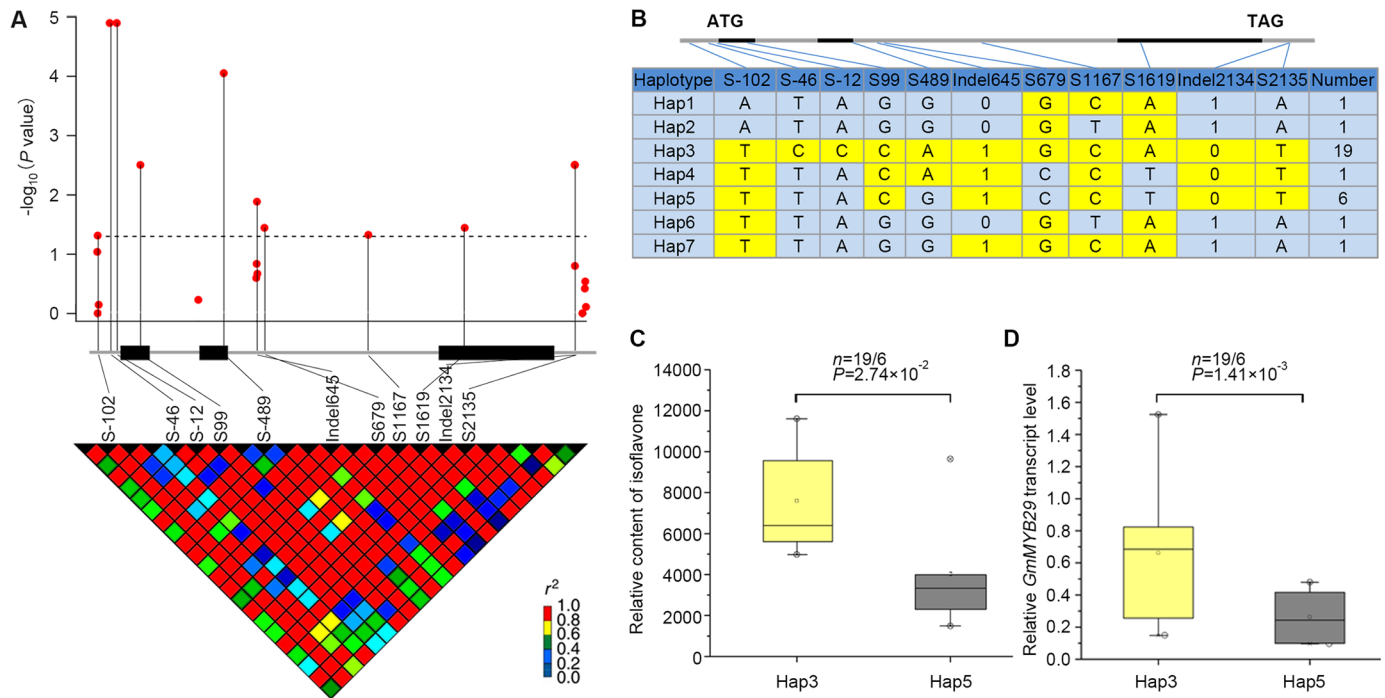 A
5
4
3
2
1
0
-log10(P value)
S-102
S-46
S-12
S99
S-489
Indel645
S679
S1167
S1619
Indel2134
S2135
r2
1.0
0.8
0.6
0.4
0.2
0.0
B
ATG TAG
Haplotype S-102 S-46 S-12 S99 S489 Indel645 S679 S1167 S1619 Indel2134 S2135 Number
Hap1 A T A G G 0 G C A 1 A 1
Hap2 A T A G G 0 G T A 1 A 1
Hap3 T C C C A 1 G C A 0 T 19
Hap4 T T A C A 1 C C T 0 T 1
Hap5 T T A C G 1 C C T 0 T 6
Hap6 T T A G G 0 G T A 1 A 1
Hap7 T T A G G 1 G C A 1 A 1
C
n=19/6
P=2.74×10-2
Relative content of isoflavone
14000
12000
10000
8000
6000
4000
2000
0
Hap3 Hap5
D
n=19/6
P=1.41×10-3
Relative GmMYB29 transcript level
1.8
1.6
1.4
1.2
1.0
0.8
0.6
0.4
0.2
0.0
Hap3 Hap5